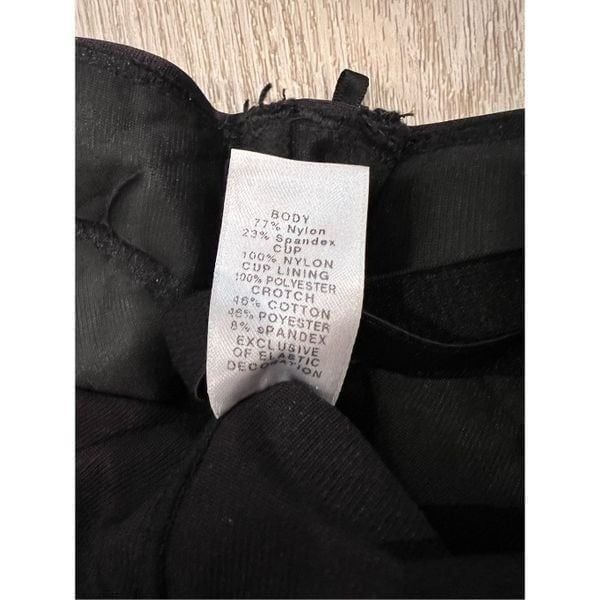 BODY
77% Nylon
23% Spandex
CUP
100% NYLON
CUP LINING
100% POLYESTER
CROTCH
46% COTTON
46% POYESTER
8% sPANDEX
EXCLUSIVE
OF ELASTIC
DECORATION